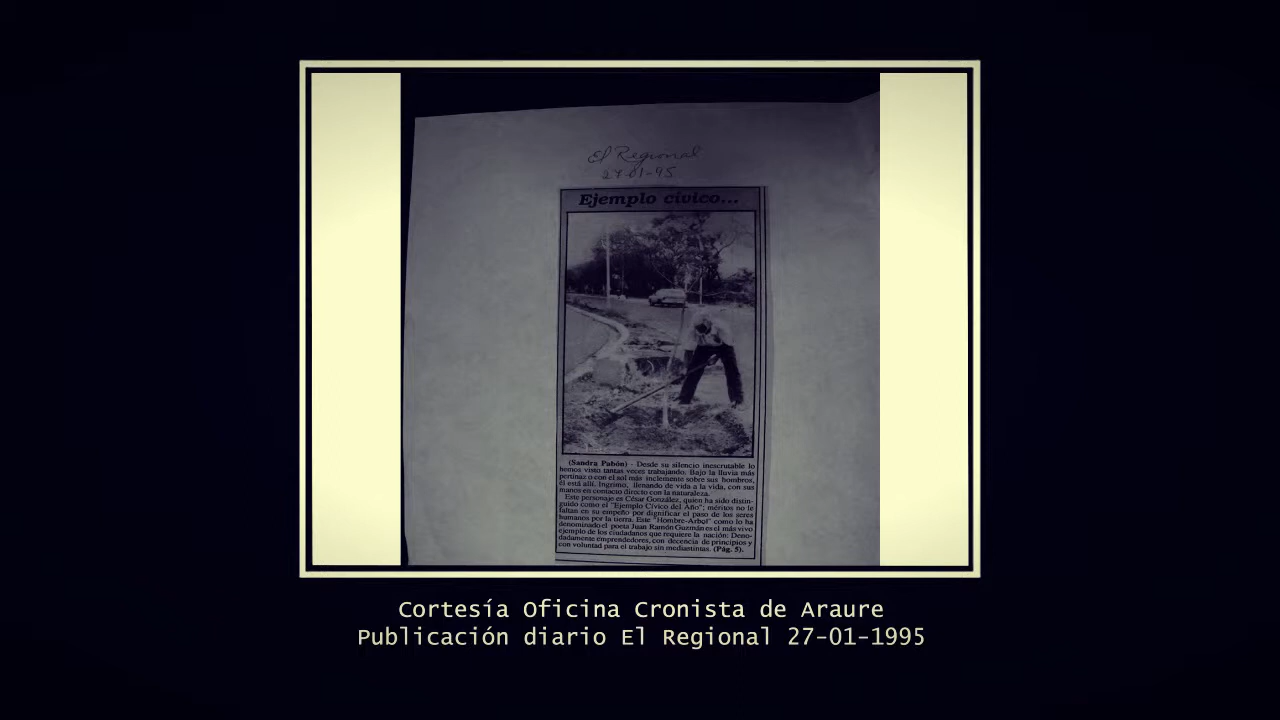 El Regional
27-01-95
Ejemplo cívico...
(Sandra Pabón) - Desde su silencio inescrutable lo
hemos visto tantas veces trabajando. Bajo la lluvia más
pertinaz o con el sol más inclemente sobre sus hombros,
él está allí. Ingrimo, llenando de vida a la vida, con sus
manos en contacto directo con la naturaleza.
Este personaje es César González, quien ha sido distin-
guido como el "Ejemplo Cívico del Año"; méritos no le
faltan en su empeño por dignificar el paso de los seres
humanos por la tierra. Este "Hombre-Arbol" como lo ha
denominado el poeta Juan Ramón Guzmán es el más vivo
ejemplo de los ciudadanos que requiere la nación: Deno-
dadamente emprendedores, con decencia de principios y
con voluntad para el trabajo sin mediantintas. (Pág. 5).
Cortesía Oficina Cronista de Araure
Publicación diario El Regional 27-01-1995